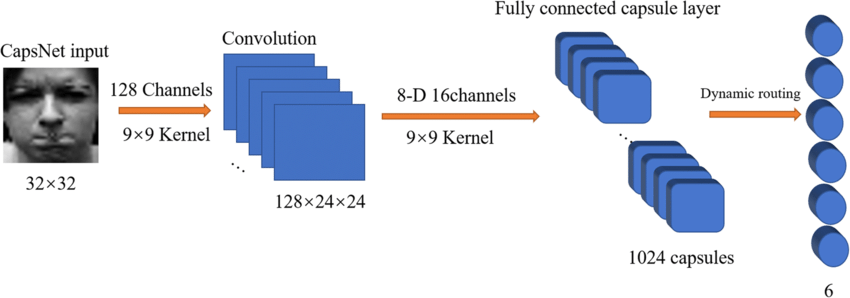 CapsNet input
32×32
128 Channels
9×9 Kernel
Convolution
...
128×24×24
8-D 16channels
9×9 Kernel
Fully connected capsule layer
...
1024 capsules
Dynamic routing
6